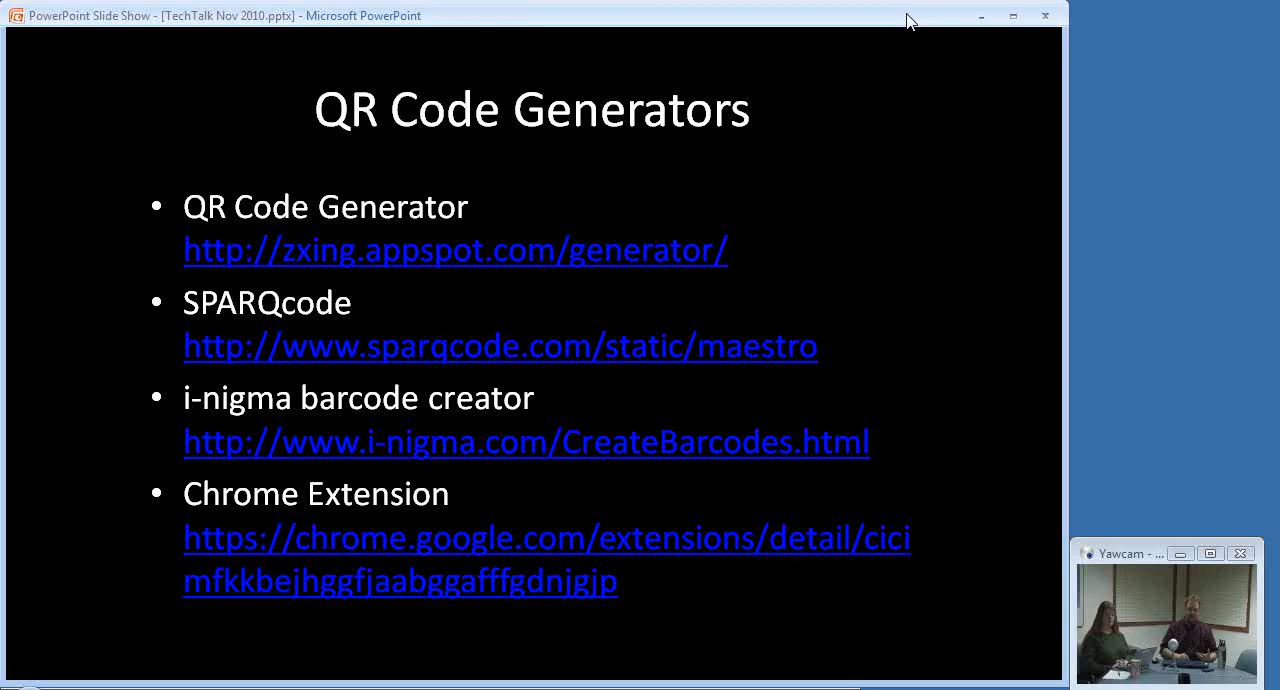 PowerPoint Slide Show - [TechTalk Nov 2010.pptx] - Microsoft PowerPoint
QR Code Generators
• QR Code Generator
http://zxing.appspot.com/generator/
• SPARQcode
http://www.sparqcode.com/static/maestro
• i-nigma barcode creator
http://www.i-nigma.com/CreateBarcodes.html
• Chrome Extension
https://chrome.google.com/extensions/detail/cici
mfkkbejhggfjaabggafffgdnjgjp
Yawcam - ...